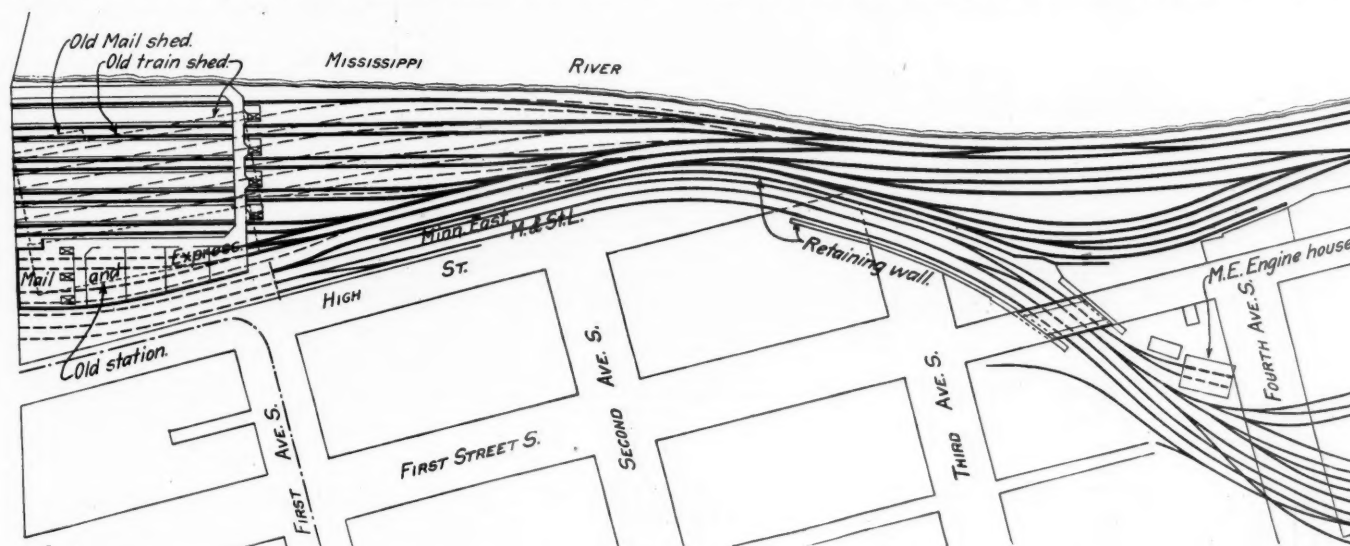 Old Mail shed.
Old train shed.
MISSISSIPPI RIVER
Express.
Mail and
Minn. East.
M. & St. L.
HIGH ST.
Old station.
Retaining wall.
M.E. Engine house
FIRST AVE. S.
FIRST STREET S.
SECOND AVE. S.
THIRD AVE. S.
FOURTH AVE. S.